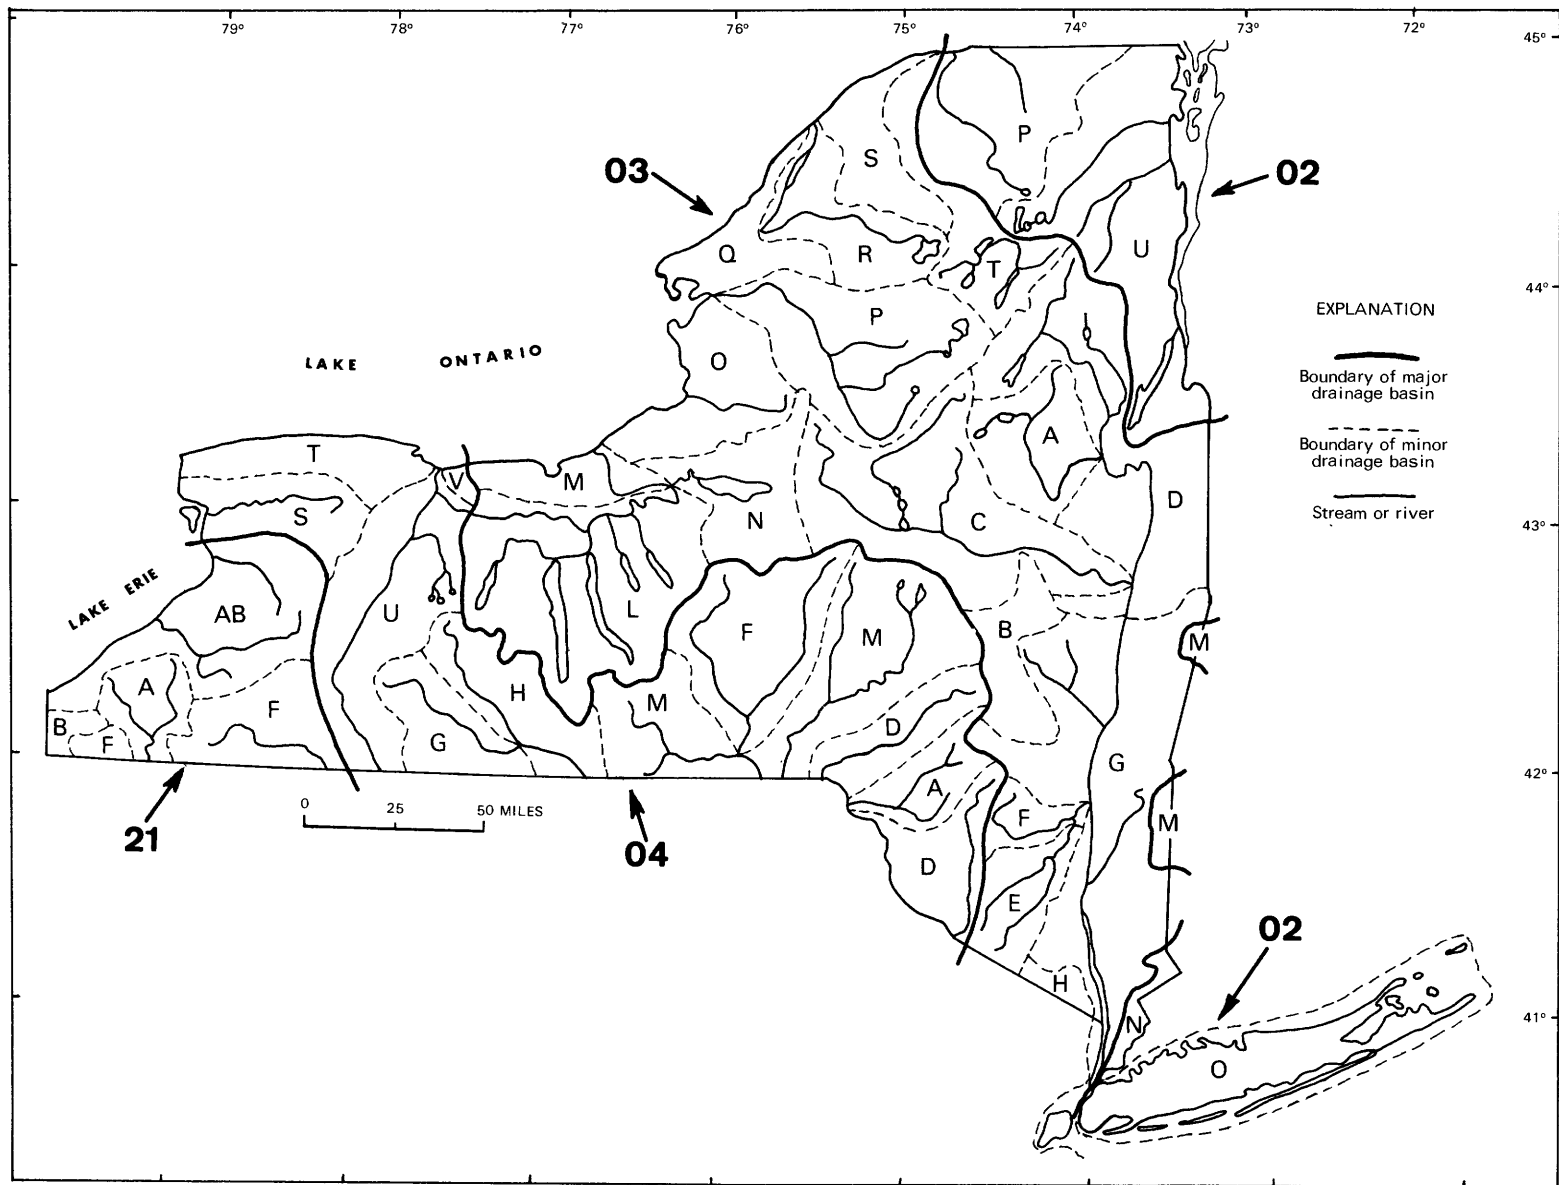 79° 78° 77° 76° 75° 74° 73° 72°
45°
P
03
S
02
Q
R
T
U
44°
EXPLANATION
P
LAKE ONTARIO
O
Boundary of major
drainage basin
A
Boundary of minor
drainage basin
T
V
M
D
Stream or river
S
N
C
43°
LAKE ERIE
AB
U
L
F
M
B
M
A
H
M
F
B
F
G
D
G
42°
A
F
M
0 25 50 MILES
21
04
D
E
02
H
N
41°
O